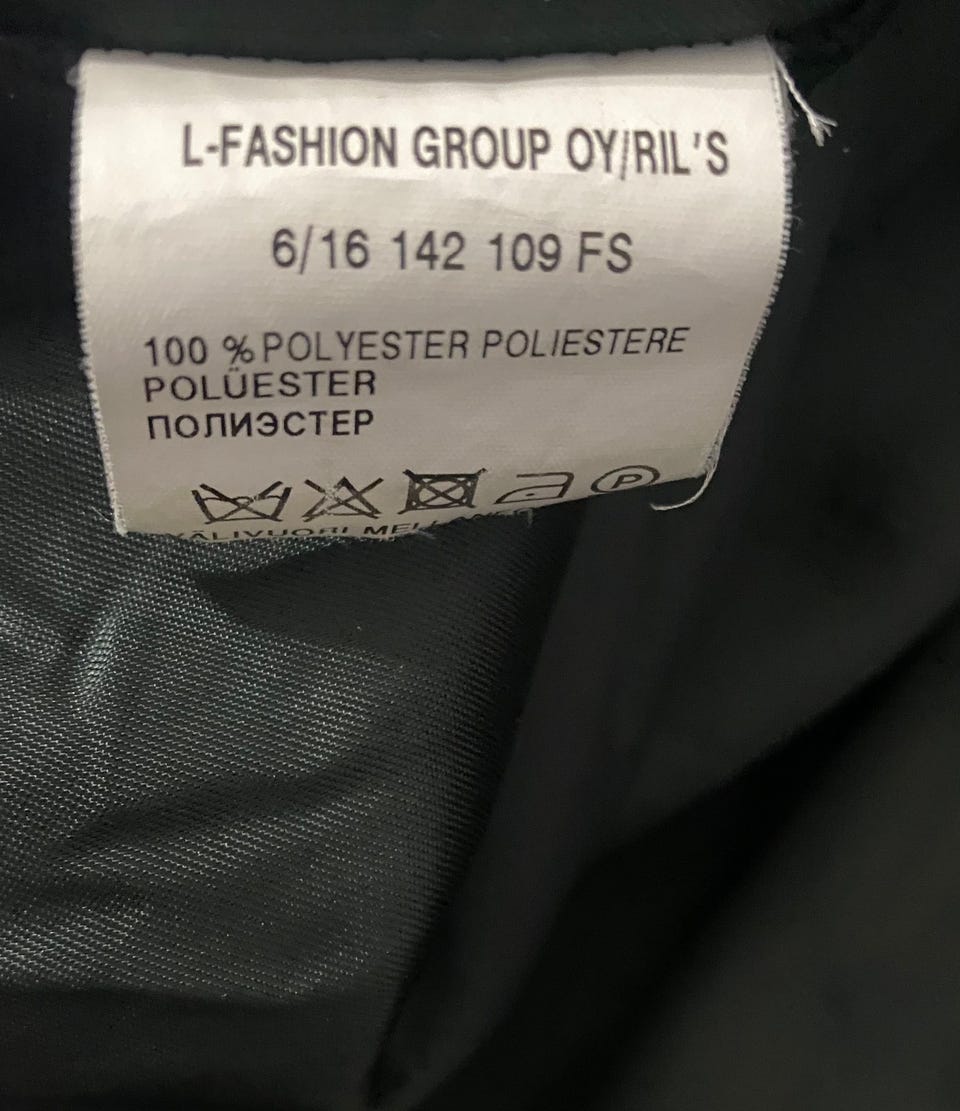 L-FASHION GROUP OY/RIL'S
6/16 142 109 FS
100 % POLYESTER POLIESTERE
POLÜESTER
ПОЛИЭСТЕР
P